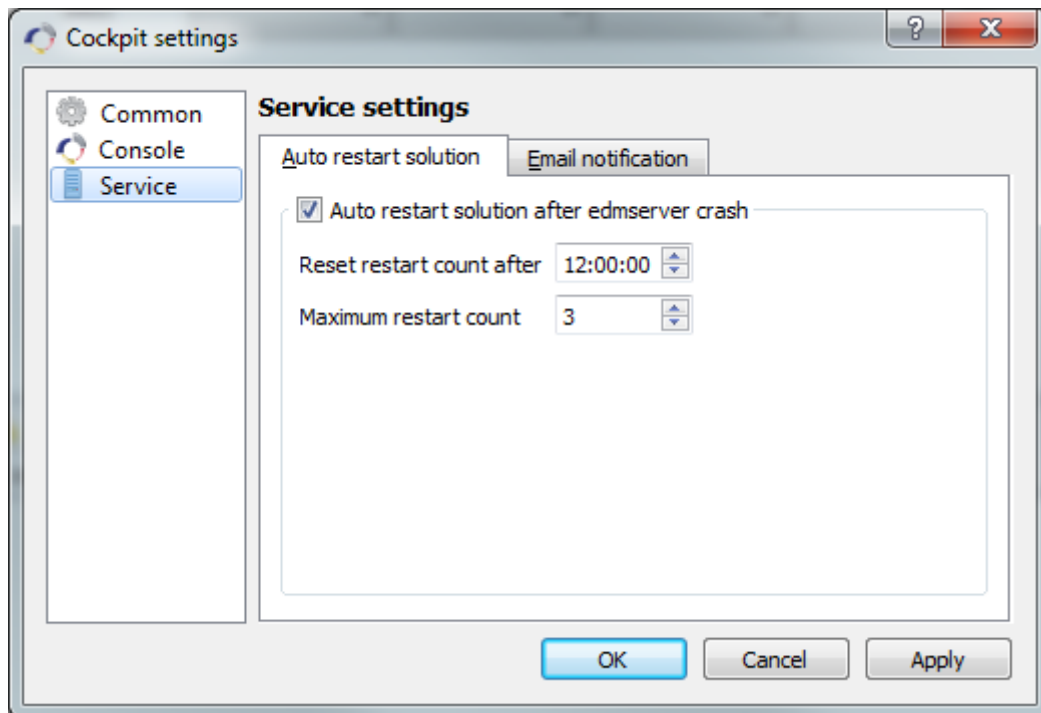 Cockpit settings
Common
Console
Service
Service settings
Auto restart solution
Email notification
Auto restart solution after edmserver crash
Reset restart count after 12:00:00
Maximum restart count 3
OK Cancel Apply